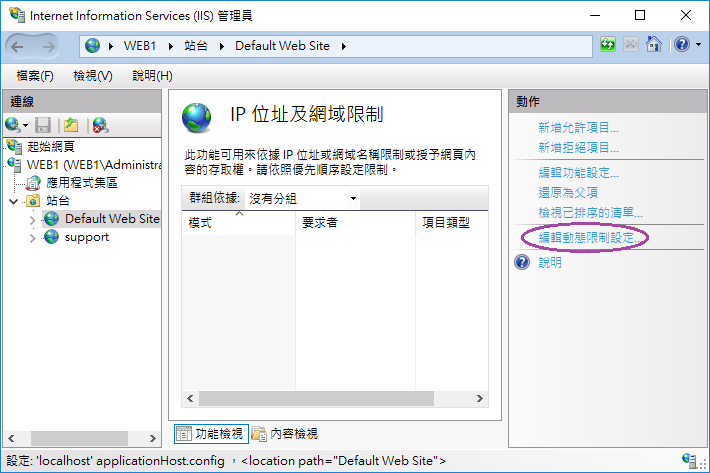 Internet Information Services (IIS) 管理員
WEB1 站台 Default Web Site
檔案(F) 檢視(V) 說明(H)
連線
起始網頁
WEB1 (WEB1\Administra
應用程式集區
站台
Default Web Site
support
IP 位址及網域限制
此功能可用來依據 IP 位址或網域名稱限制或授予網頁內
容的存取權。請依照優先順序設定限制。
群組依據: 沒有分組
模式 要求者 項目類型
功能檢視 內容檢視
動作
新增允許項目...
新增拒絕項目...
編輯功能設定...
還原為父項
檢視已排序的清單...
編輯動態限制設定...
說明
設定: 'localhost' applicationHost.config ，<location path="Default Web Site">